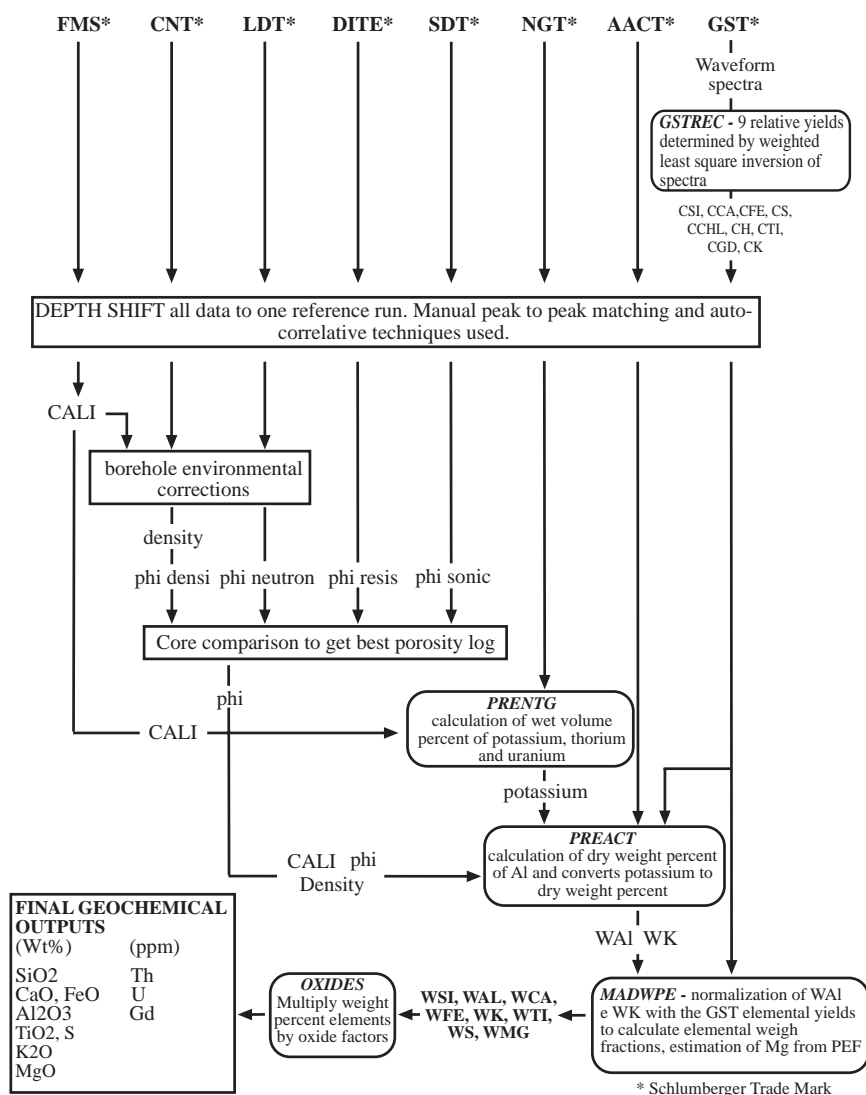 FMS* CNT* LDT* DITE* SDT* NGT* AACT* GST*
Waveform
spectra
GSTREC - 9 relative yields
determined by weighted
least square inversion of
spectra
CSI, CCA,CFE, CS,
CCHL, CH, CTI,
CGD, CK
DEPTH SHIFT all data to one reference run. Manual peak to peak matching and auto-
correlative techniques used.
CALI
borehole environmental
corrections
density
phi densi phi neutron phi resis phi sonic
Core comparison to get best porosity log
phi
PRENTG
calculation of wet volume
percent of potassium, thorium
and uranium
CALI
potassium
PREACT
calculation of dry weight percent
of Al and converts potassium to
dry weight percent
CALI phi
Density
WAl WK
MADWPE - normalization of WAl
e WK with the GST elemental yields
to calculate elemental weigh
fractions, estimation of Mg from PEF
WSI, WAL, WCA,
WFE, WK, WTI,
WS, WMG
OXIDES
Multiply weight
percent elements
by oxide factors
FINAL GEOCHEMICAL
OUTPUTS
(Wt%) (ppm)
SiO2 Th
CaO, FeO U
Al2O3 Gd
TiO2, S
K2O
MgO
* Schlumberger Trade Mark